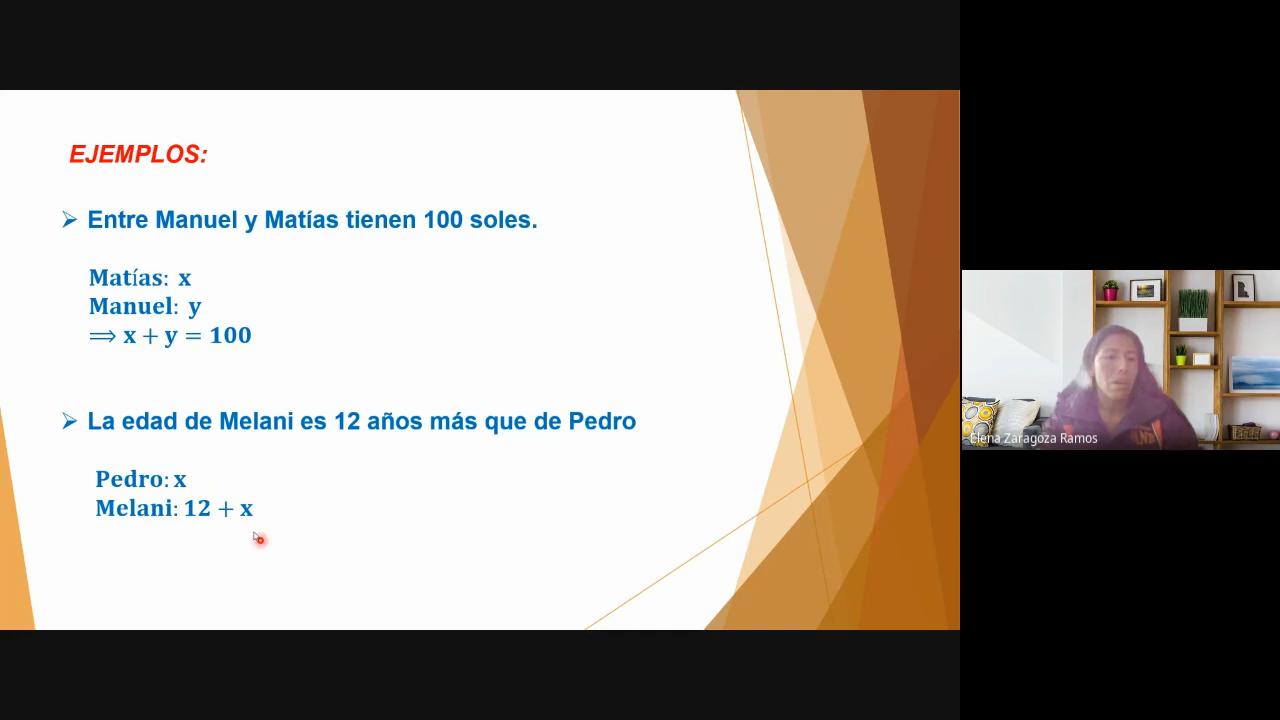 EJEMPLOS:
➢ Entre Manuel y Matías tienen 100 soles.
Matías: x
Manuel: y
⟹ x + y = 100
➢ La edad de Melani es 12 años más que de Pedro
Pedro: x
Melani: 12 + x
Elena Zaragoza Ramos